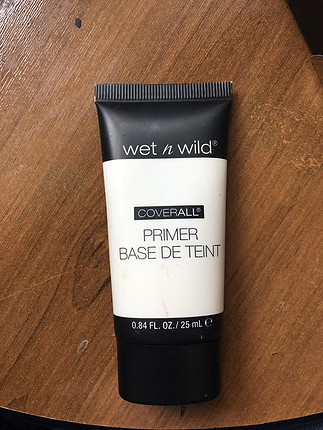 wet n wild®
COVERALL®
PRIMER
BASE DE TEINT
0.84 FL. OZ./25 mL ℮